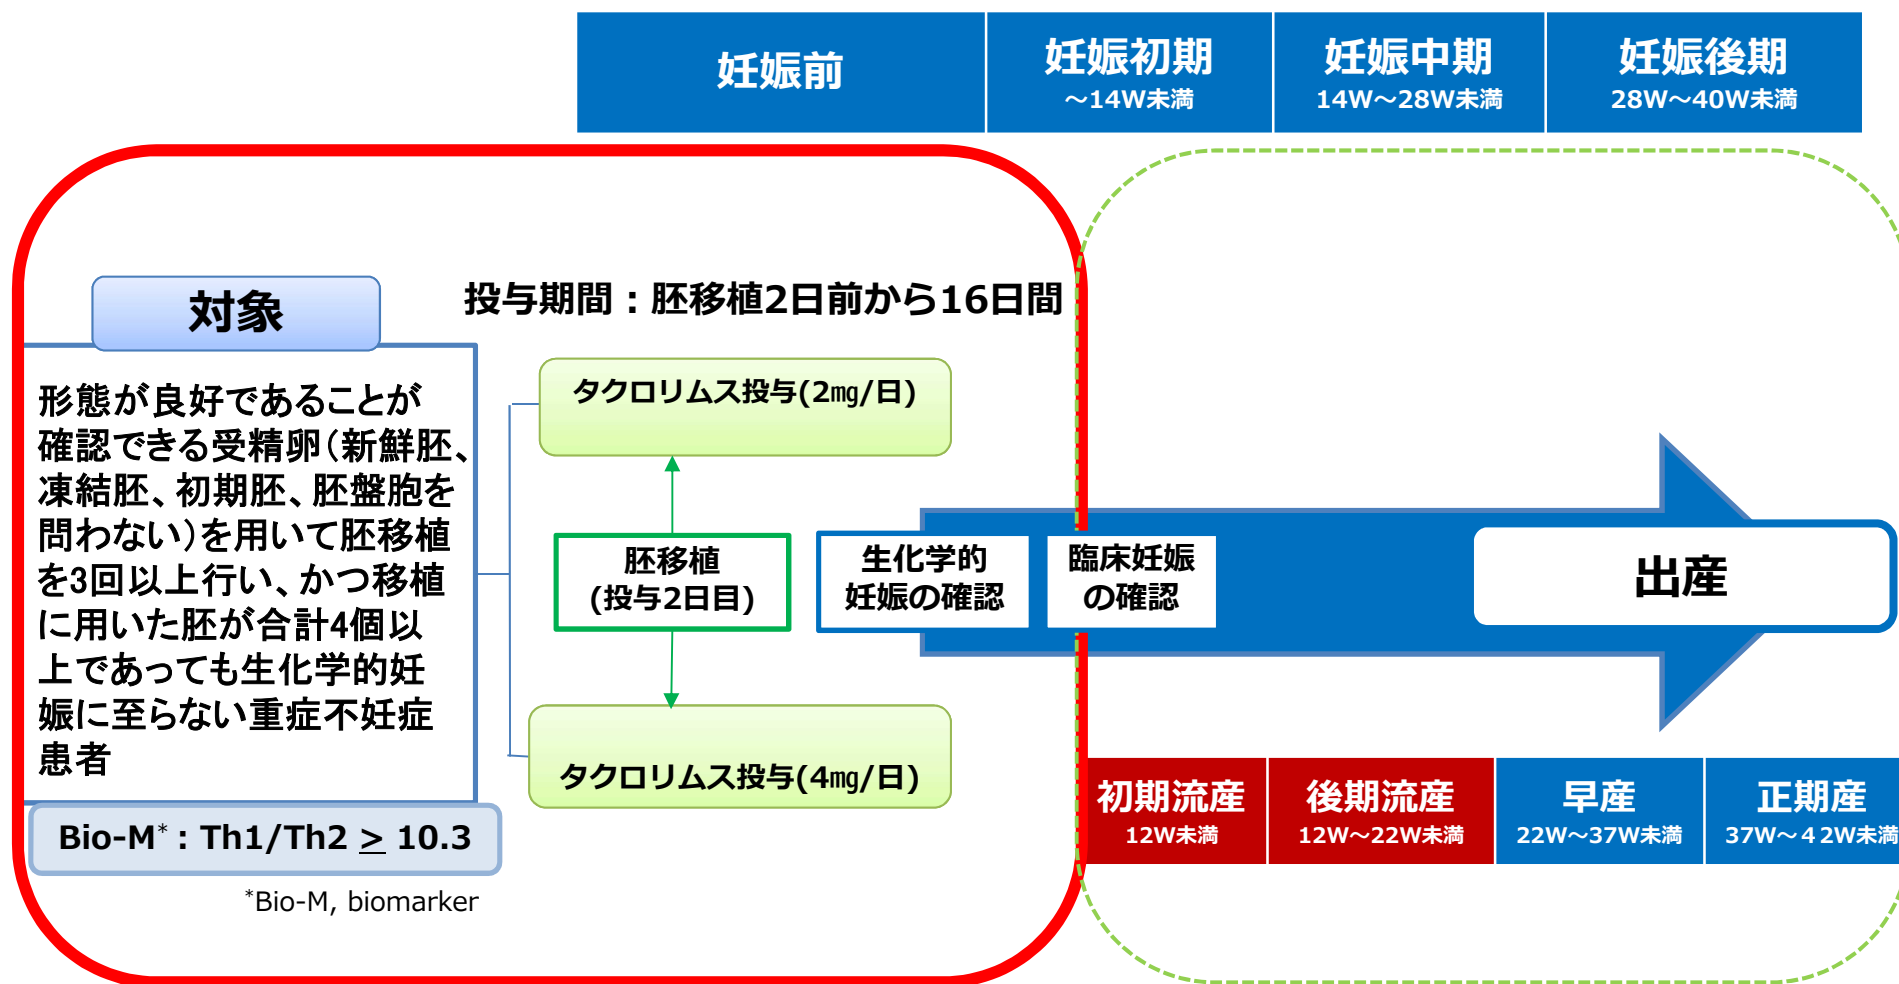 妊娠前
妊娠初期
～14W未満
妊娠中期
14W～28W未満
妊娠後期
28W～40W未満
対象
投与期間：胚移植2日前から16日間
形態が良好であることが
確認できる受精卵（新鮮胚、
凍結胚、初期胚、胚盤胞を
問わない）を用いて胚移植
を3回以上行い、かつ移植
に用いた胚が合計4個以
上であっても生化学的妊
娠に至らない重症不妊症
患者
Bio-M*：Th1/Th2 ≥ 10.3
*Bio-M, biomarker
タクロリムス投与(2㎎/日)
胚移植
(投与2日目)
タクロリムス投与(4㎎/日)
生化学的
妊娠の確認
臨床妊娠
の確認
出産
初期流産
12W未満
後期流産
12W～22W未満
早産
22W～37W未満
正期産
37W～４2W未満